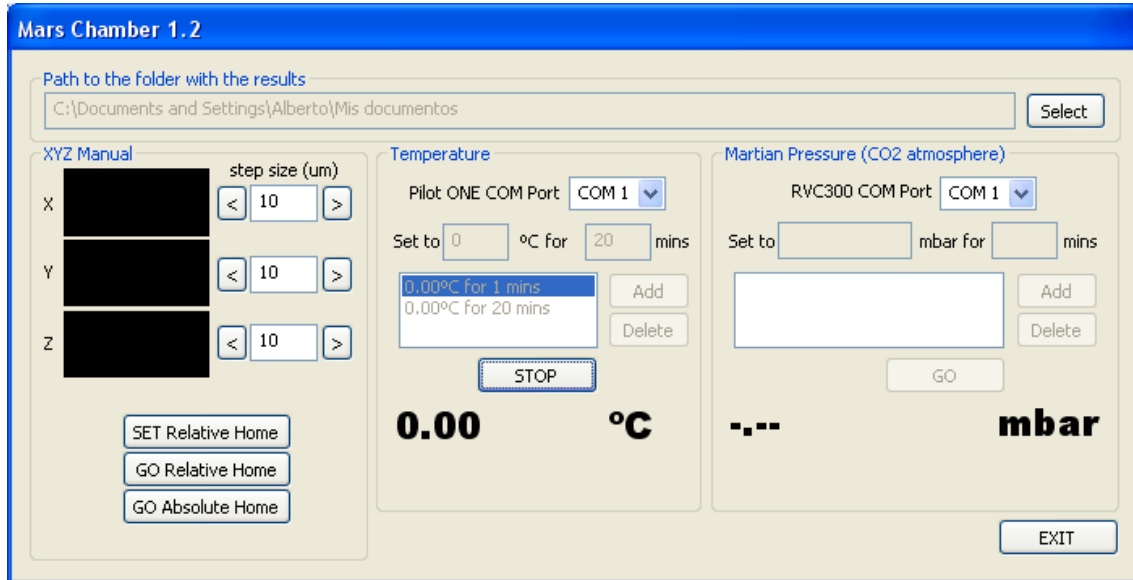 Mars Chamber 1.2
Path to the folder with the results
C:\Documents and Settings\Alberto\Mis documentos
Select
XYZ Manual
step size (um)
X < 10 >
Y < 10 >
Z < 10 >
SET Relative Home
GO Relative Home
GO Absolute Home
Temperature
Pilot ONE COM Port COM 1
Set to 0 ºC for 20 mins
0.00ºC for 1 mins
0.00ºC for 20 mins
Add
Delete
STOP
0.00 ºC
Martian Pressure (CO2 atmosphere)
RVC300 COM Port COM 1
Set to mbar for mins
Add
Delete
GO
-.-- mbar
EXIT